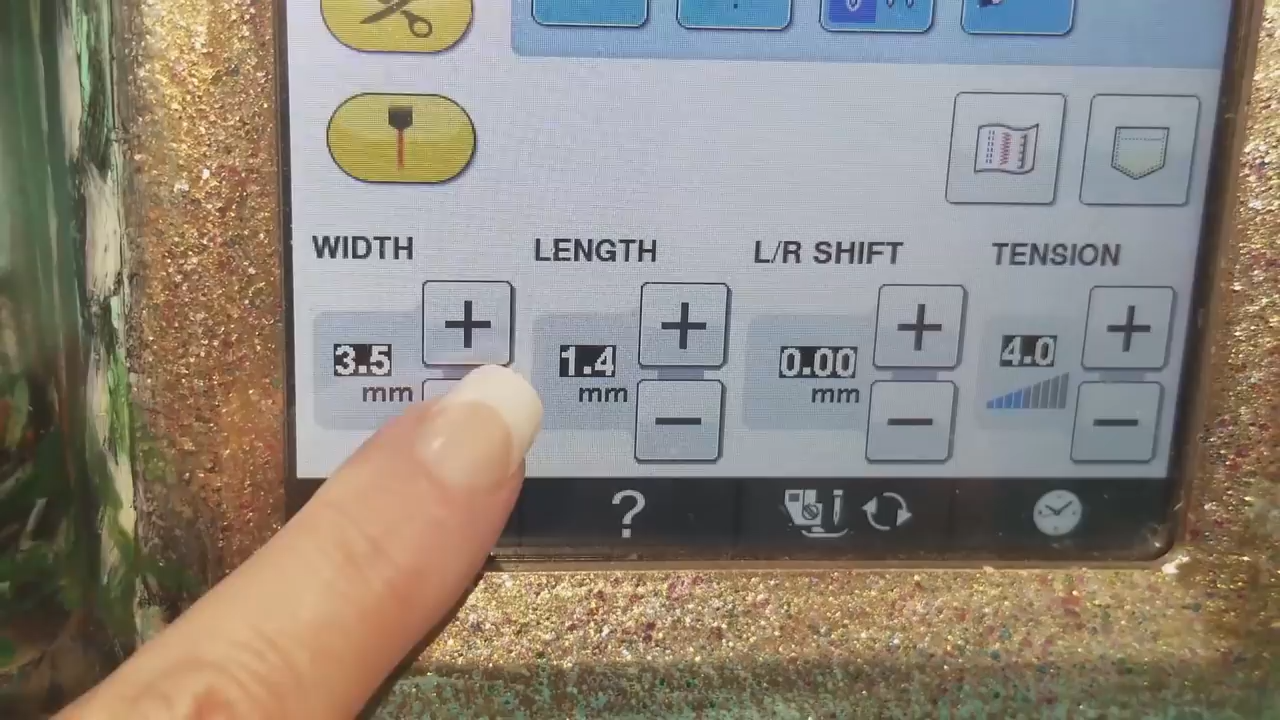 WIDTH LENGTH L/R SHIFT TENSION
+ + + +
3.5 1.4 0.00 4.0
mm mm mm
− − −
?